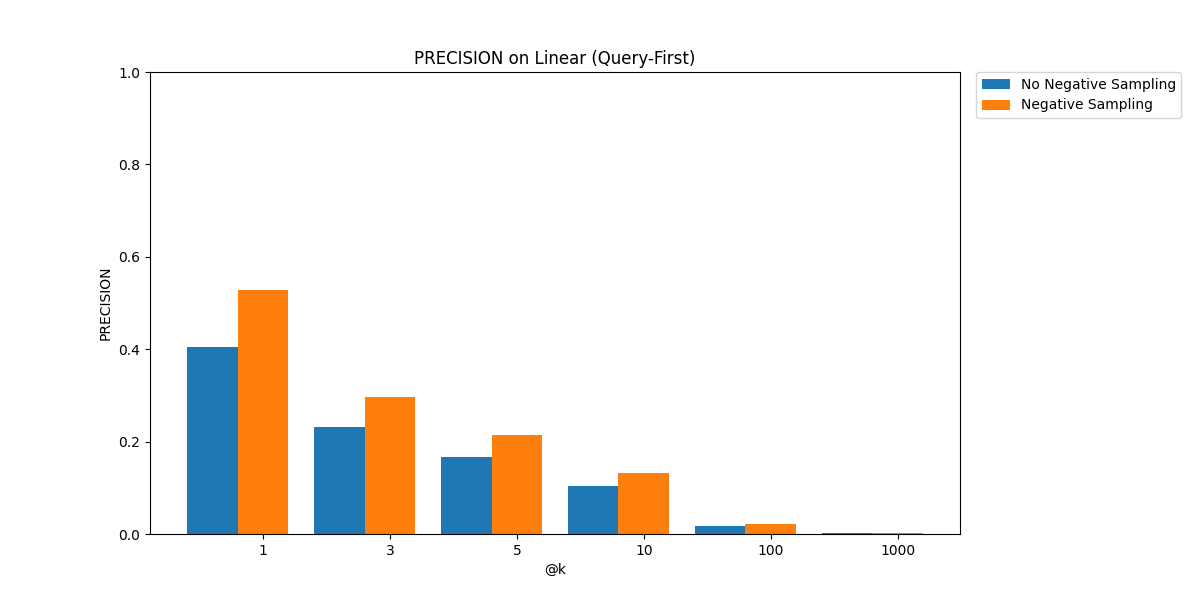 PRECISION on Linear (Query-First)
No Negative Sampling
Negative Sampling
1.0
0.8
0.6
0.4
0.2
0.0
PRECISION
1 3 5 10 100 1000
@k